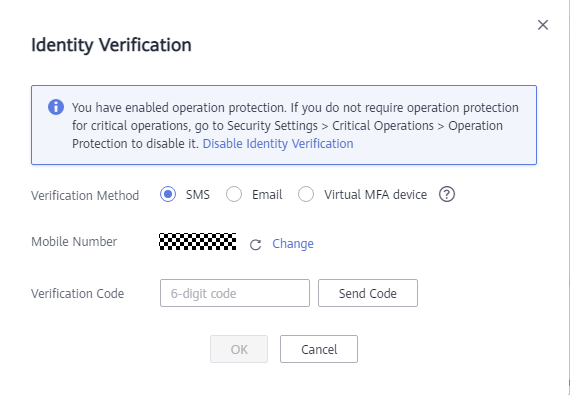 Identity Verification
You have enabled operation protection. If you do not require operation protection
for critical operations, go to Security Settings > Critical Operations > Operation
Protection to disable it. Disable Identity Verification
Verification Method SMS Email Virtual MFA device ?
Mobile Number Change
Verification Code 6-digit code Send Code
OK Cancel